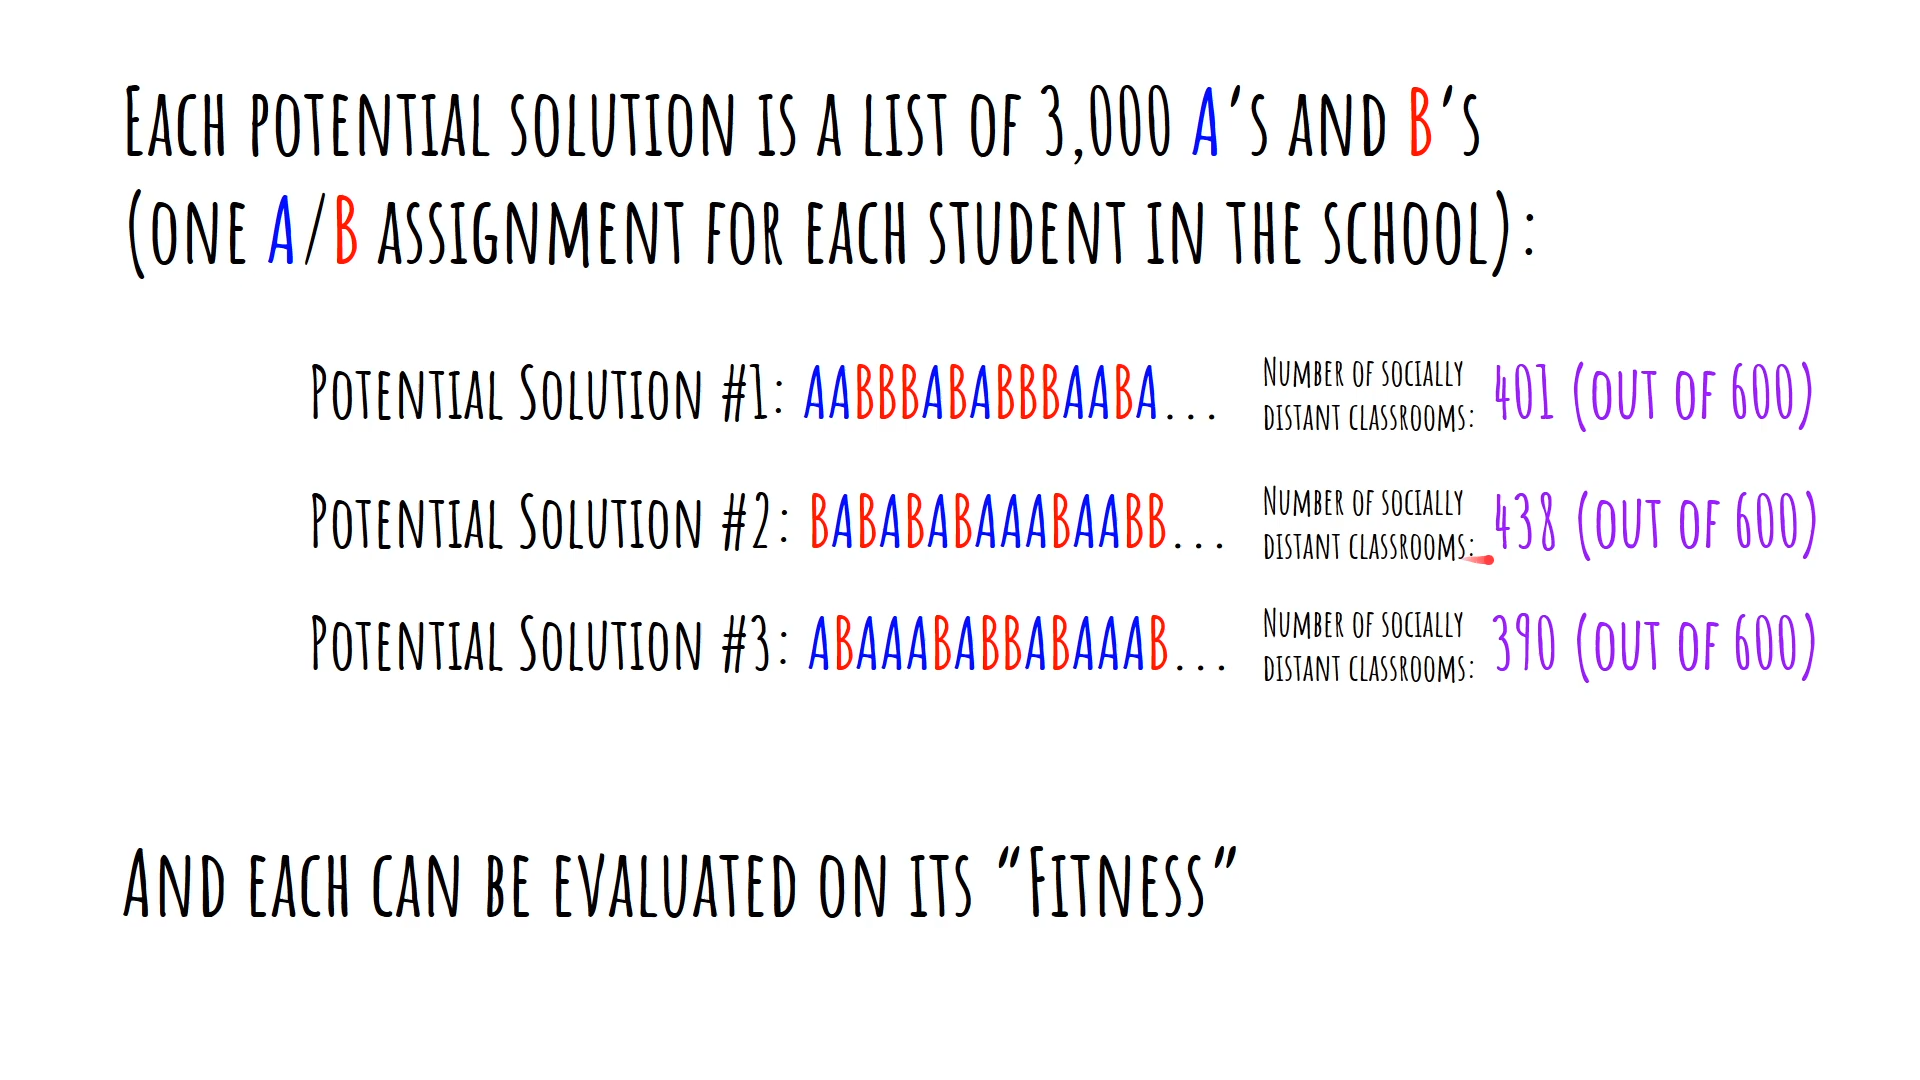 Each potential solution is a list of 3,000 A's and B's
(one A/B assignment for each student in the school):
Potential Solution #1: AABBBABABBBAABA... Number of socially distant classrooms: 401 (out of 600)
Potential Solution #2: BABABABAAABAABB... Number of socially distant classrooms: 438 (out of 600)
Potential Solution #3: ABAAABABBABAAAB... Number of socially distant classrooms: 390 (out of 600)
And each can be evaluated on its “Fitness”